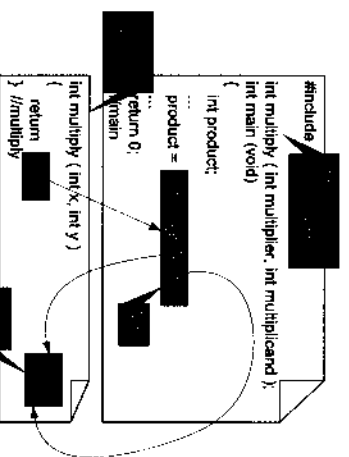 #include
int multiply ( int multiplier, int multiplicand );
int main (void)
{
int product;
...
product =
...
return 0;
//main
int multiply ( int x, int y )
{
return
} //multiply